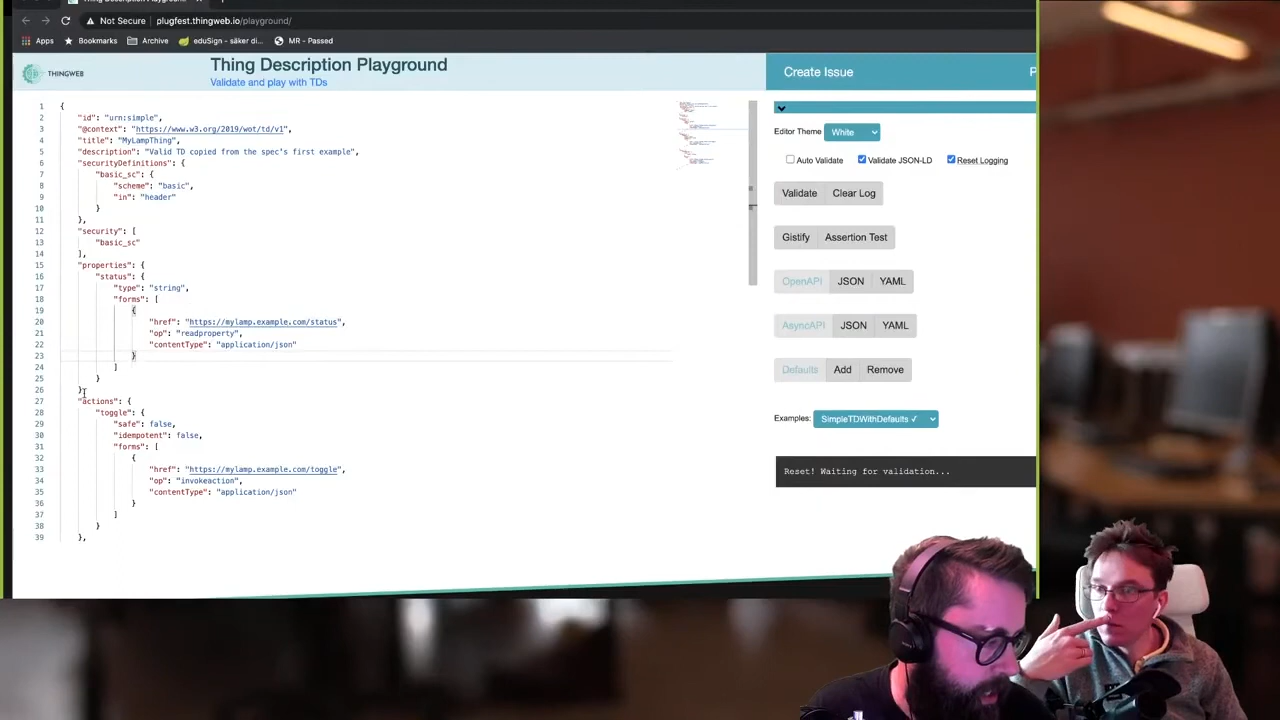 Thing Description Playground
Not Secure | plugfest.thingweb.io/playground/
Apps Bookmarks Archive eduSign - säker di... MR - Passed
THINGWEB
Thing Description Playground
Validate and play with TDs
Create Issue
P
1 {
2 "id": "urn:simple",
3 "@context": "https://www.w3.org/2019/wot/td/v1",
4 "title": "MyLampThing",
5 "description": "Valid TD copied from the spec's first example",
6 "securityDefinitions": {
7 "basic_sc": {
8 "scheme": "basic",
9 "in": "header"
10 }
11 },
12 "security": [
13 "basic_sc"
14 ],
15 "properties": {
16 "status": {
17 "type": "string",
18 "forms": [
19 {
20 "href": "https://mylamp.example.com/status",
21 "op": "readproperty",
22 "contentType": "application/json"
23 }
24 ]
25 }
26 },
27 "actions": {
28 "toggle": {
29 "safe": false,
30 "idempotent": false,
31 "forms": [
32 {
33 "href": "https://mylamp.example.com/toggle",
34 "op": "invokeaction",
35 "contentType": "application/json"
36 }
37 ]
38 }
39 },
Editor Theme White
Auto Validate Validate JSON-LD Reset Logging
Validate Clear Log
Gistify Assertion Test
OpenAPI JSON YAML
AsyncAPI JSON YAML
Defaults Add Remove
Examples: SimpleTDWithDefaults ✓
Reset! Waiting for validation...